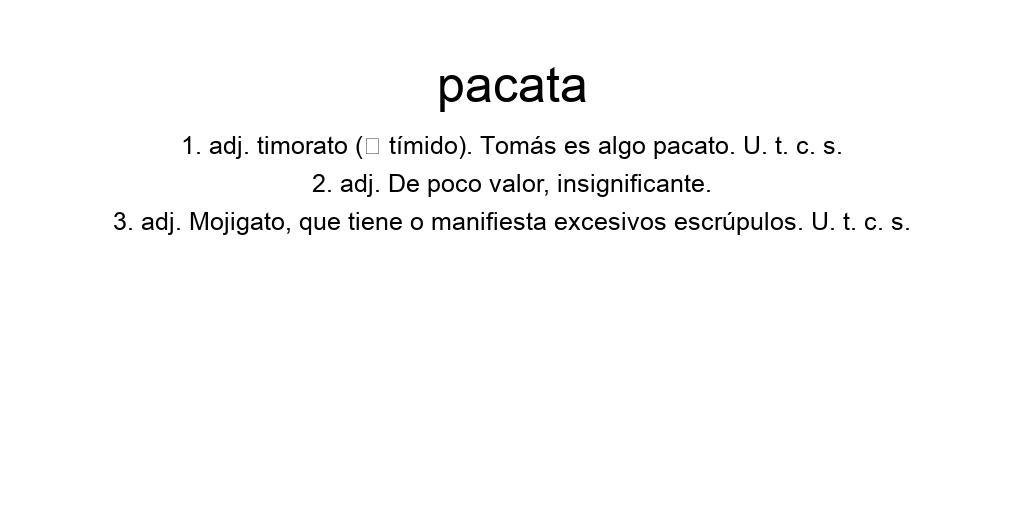 pacata
1. adj. timorato (□ tímido). Tomás es algo pacato. U. t. c. s.
2. adj. De poco valor, insignificante.
3. adj. Mojigato, que tiene o manifiesta excesivos escrúpulos. U. t. c. s.